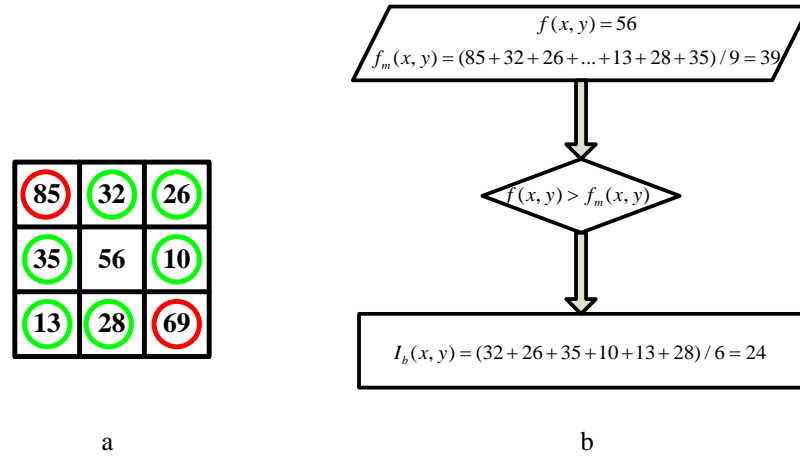 85 32 26
35 56 10
13 28 69
a
f(x, y) = 56
f_m(x, y) = (85+32+26+...+13+28+35)/9 = 39
f(x, y) > f_m(x, y)
I_b(x, y) = (32+26+35+10+13+28)/6 = 24
b